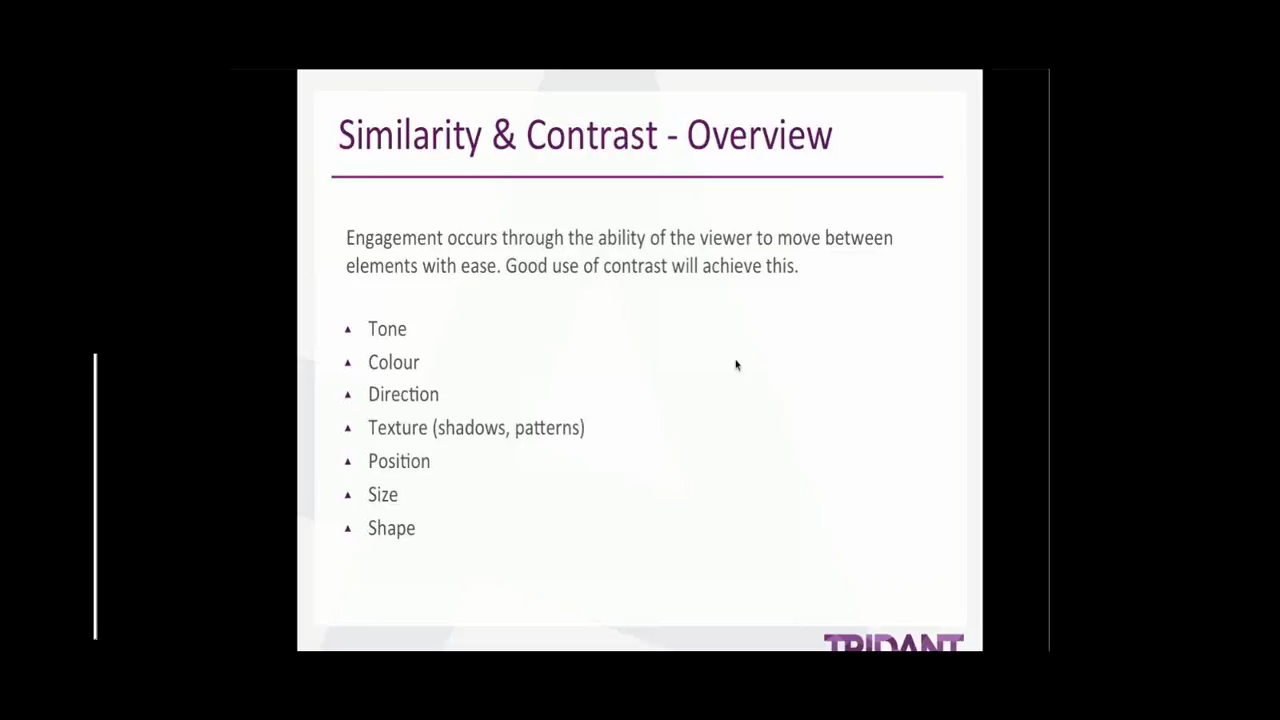 Similarity & Contrast - Overview
Engagement occurs through the ability of the viewer to move between
elements with ease. Good use of contrast will achieve this.
▲ Tone
▲ Colour
▲ Direction
▲ Texture (shadows, patterns)
▲ Position
▲ Size
▲ Shape
TRIDANT